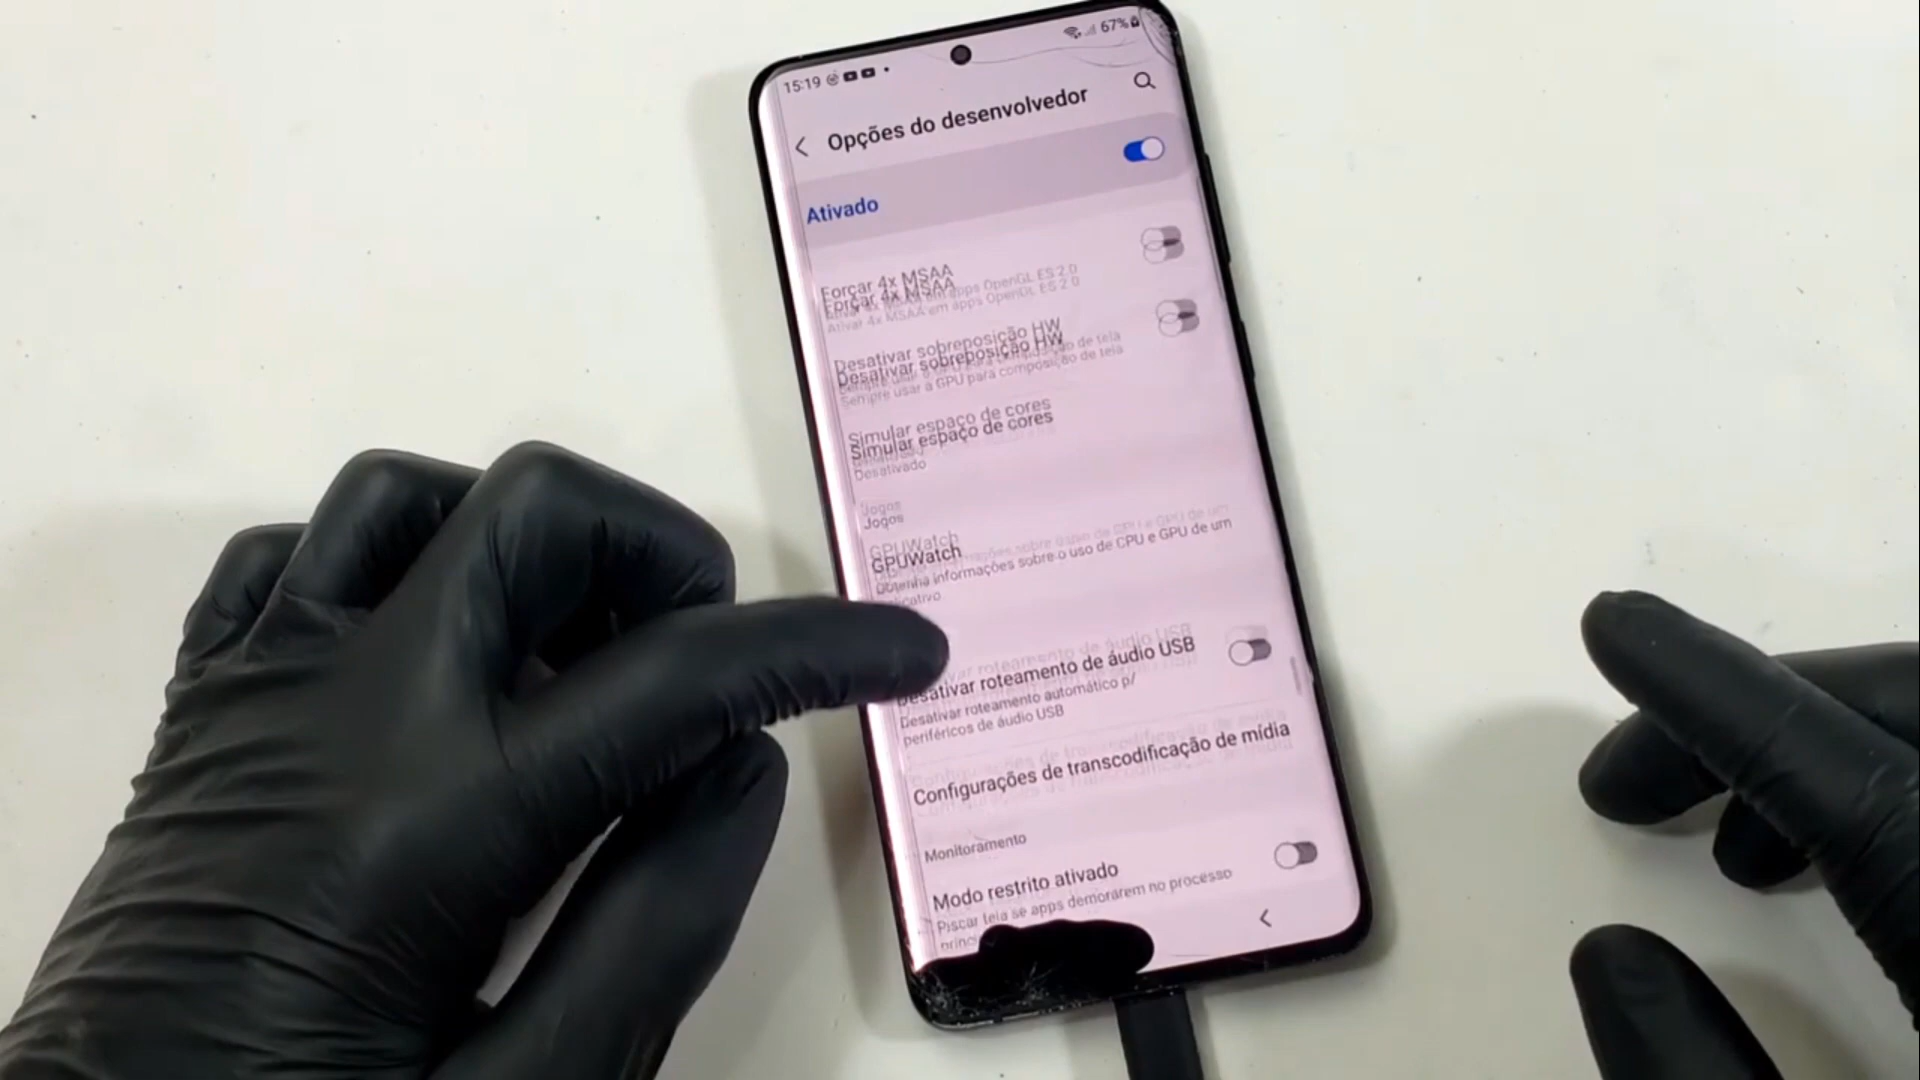 15:19
67%
Opções do desenvolvedor
Ativado
Forçar 4x MSAA
Ativar 4x MSAA em apps OpenGL ES 2.0
Desativar sobreposição HW
Sempre usar a GPU para composição de tela
Simular espaço de cores
Desativado
Jogos
GPUWatch
Obtenha informações sobre o uso de CPU e GPU de um
licativo
Desativar roteamento de áudio USB
Desativar roteamento automático p/
periféricos de áudio USB
Configurações de transcodificação de mídia
Monitoramento
Modo restrito ativado
Piscar tela se apps demorarem no processo
princi